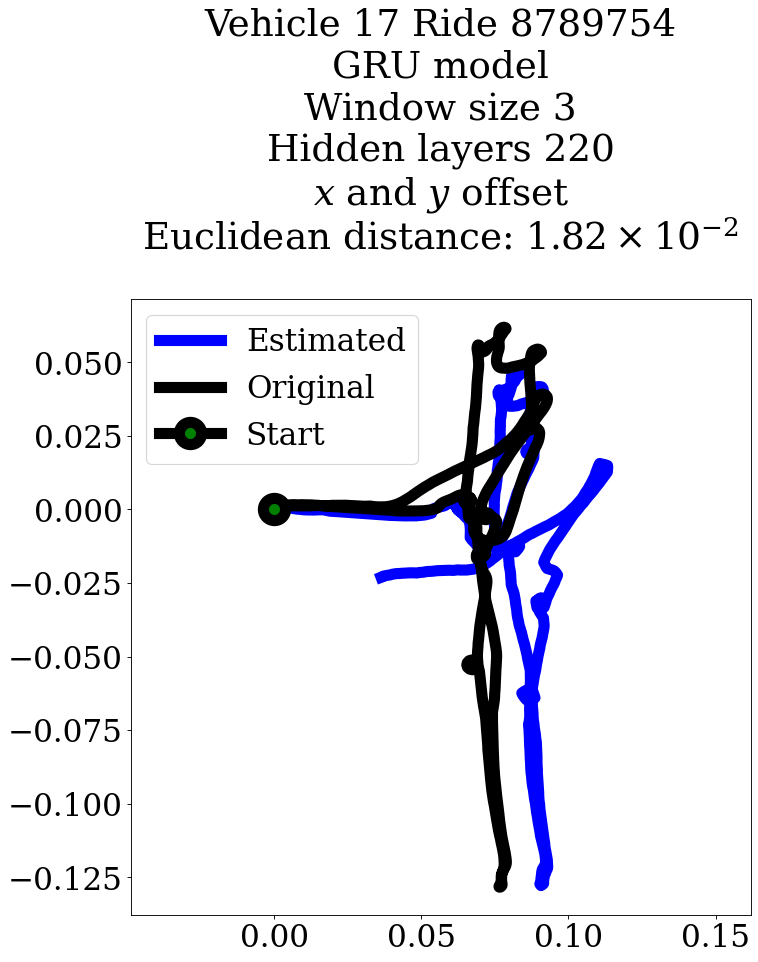 Vehicle 17 Ride 8789754
GRU model
Window size 3
Hidden layers 220
x and y offset
Euclidean distance: 1.82 × 10⁻²
Estimated
Original
Start
0.050
0.025
0.000
−0.025
−0.050
−0.075
−0.100
−0.125
0.00 0.05 0.10 0.15